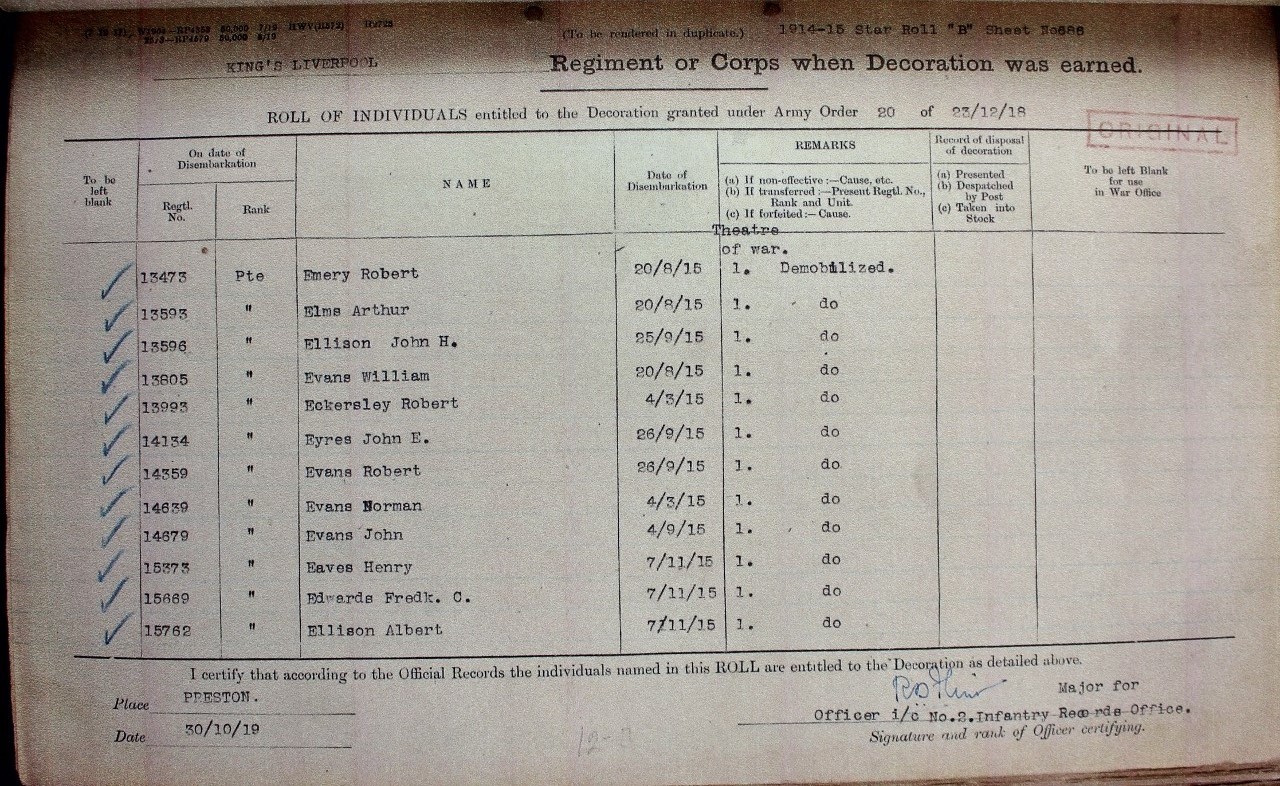 (To be rendered in duplicate.) 1914-15 Star Roll "B" Sheet No686
KING'S LIVERPOOL Regiment or Corps when Decoration was earned.
ROLL OF INDIVIDUALS entitled to the Decoration granted under Army Order 20 of 23/12/18
ORIGINAL
To be left blank
On date of Disembarkation
Regtl. No.
Rank
NAME
Date of Disembarkation
REMARKS
(a) If non-effective :—Cause, etc.
(b) If transferred :—Present Regtl. No., Rank and Unit.
(c) If forfeited :— Cause.
Record of disposal of decoration
(a) Presented
(b) Despatched by Post
(c) Taken into Stock
To be left Blank for use in War Office
Theatre of war.
13473 Pte Emery Robert 20/8/15 1. Demobilized.
13593 " Elms Arthur 20/8/15 1. do
13596 " Ellison John H. 25/9/15 1. do
13805 " Evans William 20/8/15 1. do
13993 " Eckersley Robert 4/3/15 1. do
14134 " Eyres John E. 26/9/15 1. do
14359 " Evans Robert 26/9/15 1. do
14639 " Evans Norman 4/3/15 1. do
14679 " Evans John 4/9/15 1. do
15373 " Eaves Henry 7/11/15 1. do
15669 " Edwards Fredk. C. 7/11/15 1. do
15762 " Ellison Albert 7/11/15 1. do
I certify that according to the Official Records the individuals named in this ROLL are entitled to the Decoration as detailed above.
Place PRESTON.
Major for
Officer i/c No.2.Infantry Records Office.
Date 30/10/19
Signature and rank of Officer certifying.